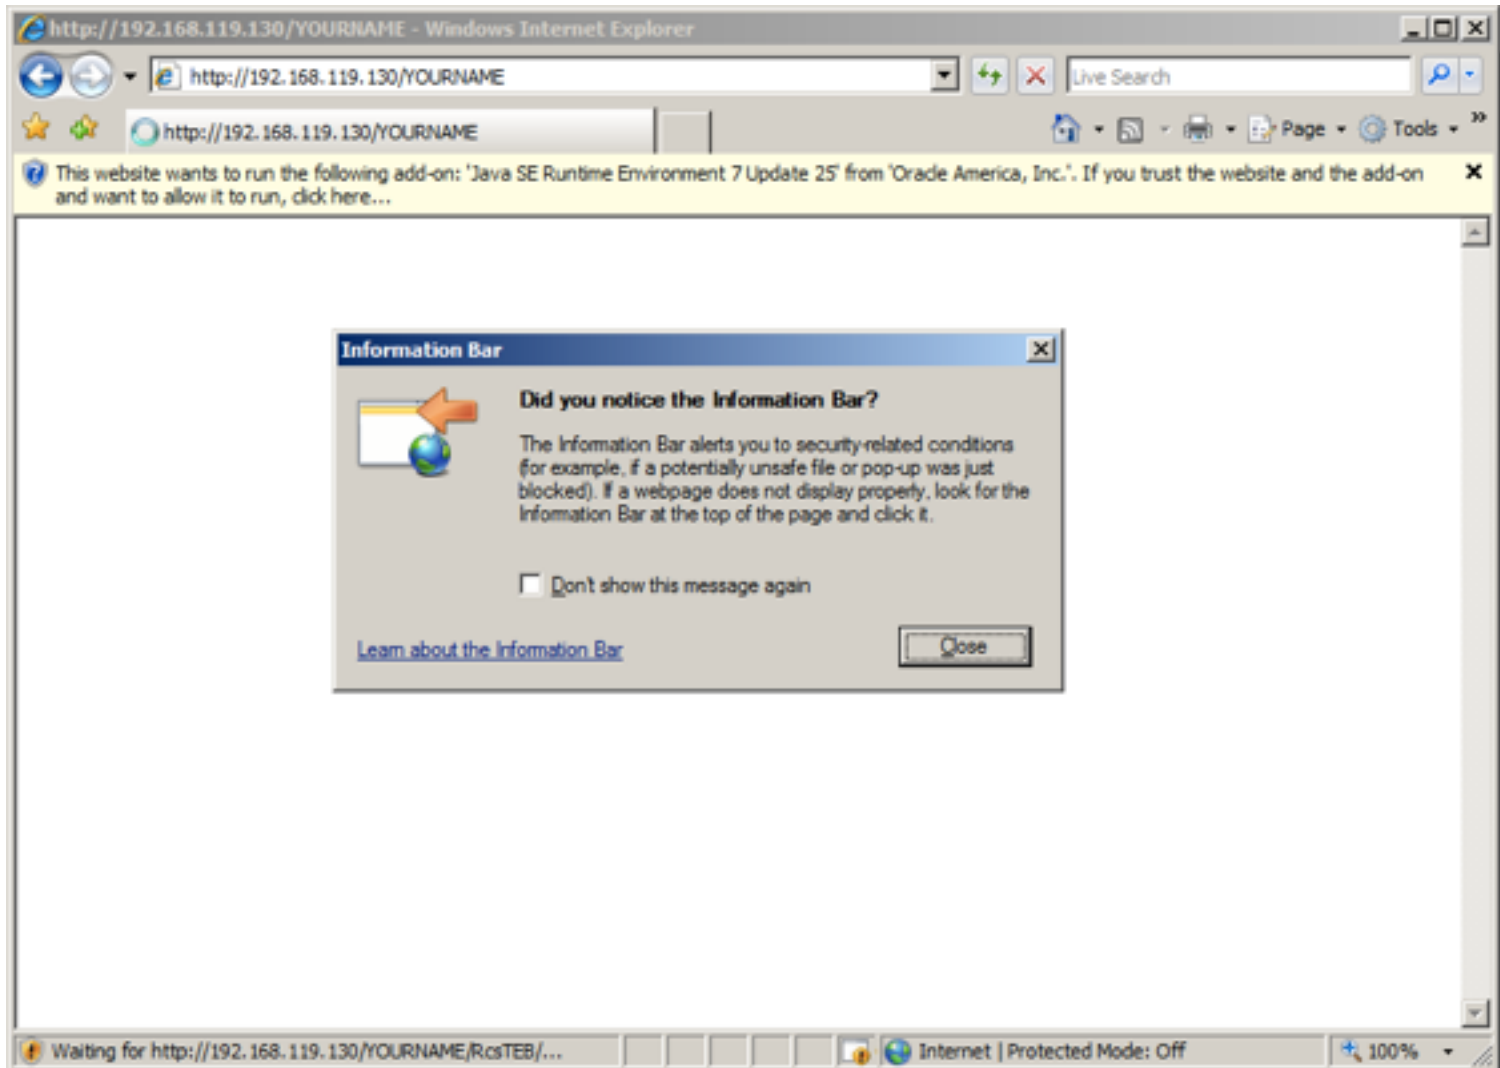 http://192.168.119.130/YOURNAME - Windows Internet Explorer
http://192.168.119.130/YOURNAME
Live Search
http://192.168.119.130/YOURNAME
Page
Tools
This website wants to run the following add-on: 'Java SE Runtime Environment 7 Update 25' from 'Oracle America, Inc.'. If you trust the website and the add-on
and want to allow it to run, click here...
Information Bar
Did you notice the Information Bar?
The Information Bar alerts you to security-related conditions
(for example, if a potentially unsafe file or pop-up was just
blocked). If a webpage does not display properly, look for the
Information Bar at the top of the page and click it.
Don't show this message again
Learn about the Information Bar
Close
Waiting for http://192.168.119.130/YOURNAME/RcsTEB/...
Internet | Protected Mode: Off
100%